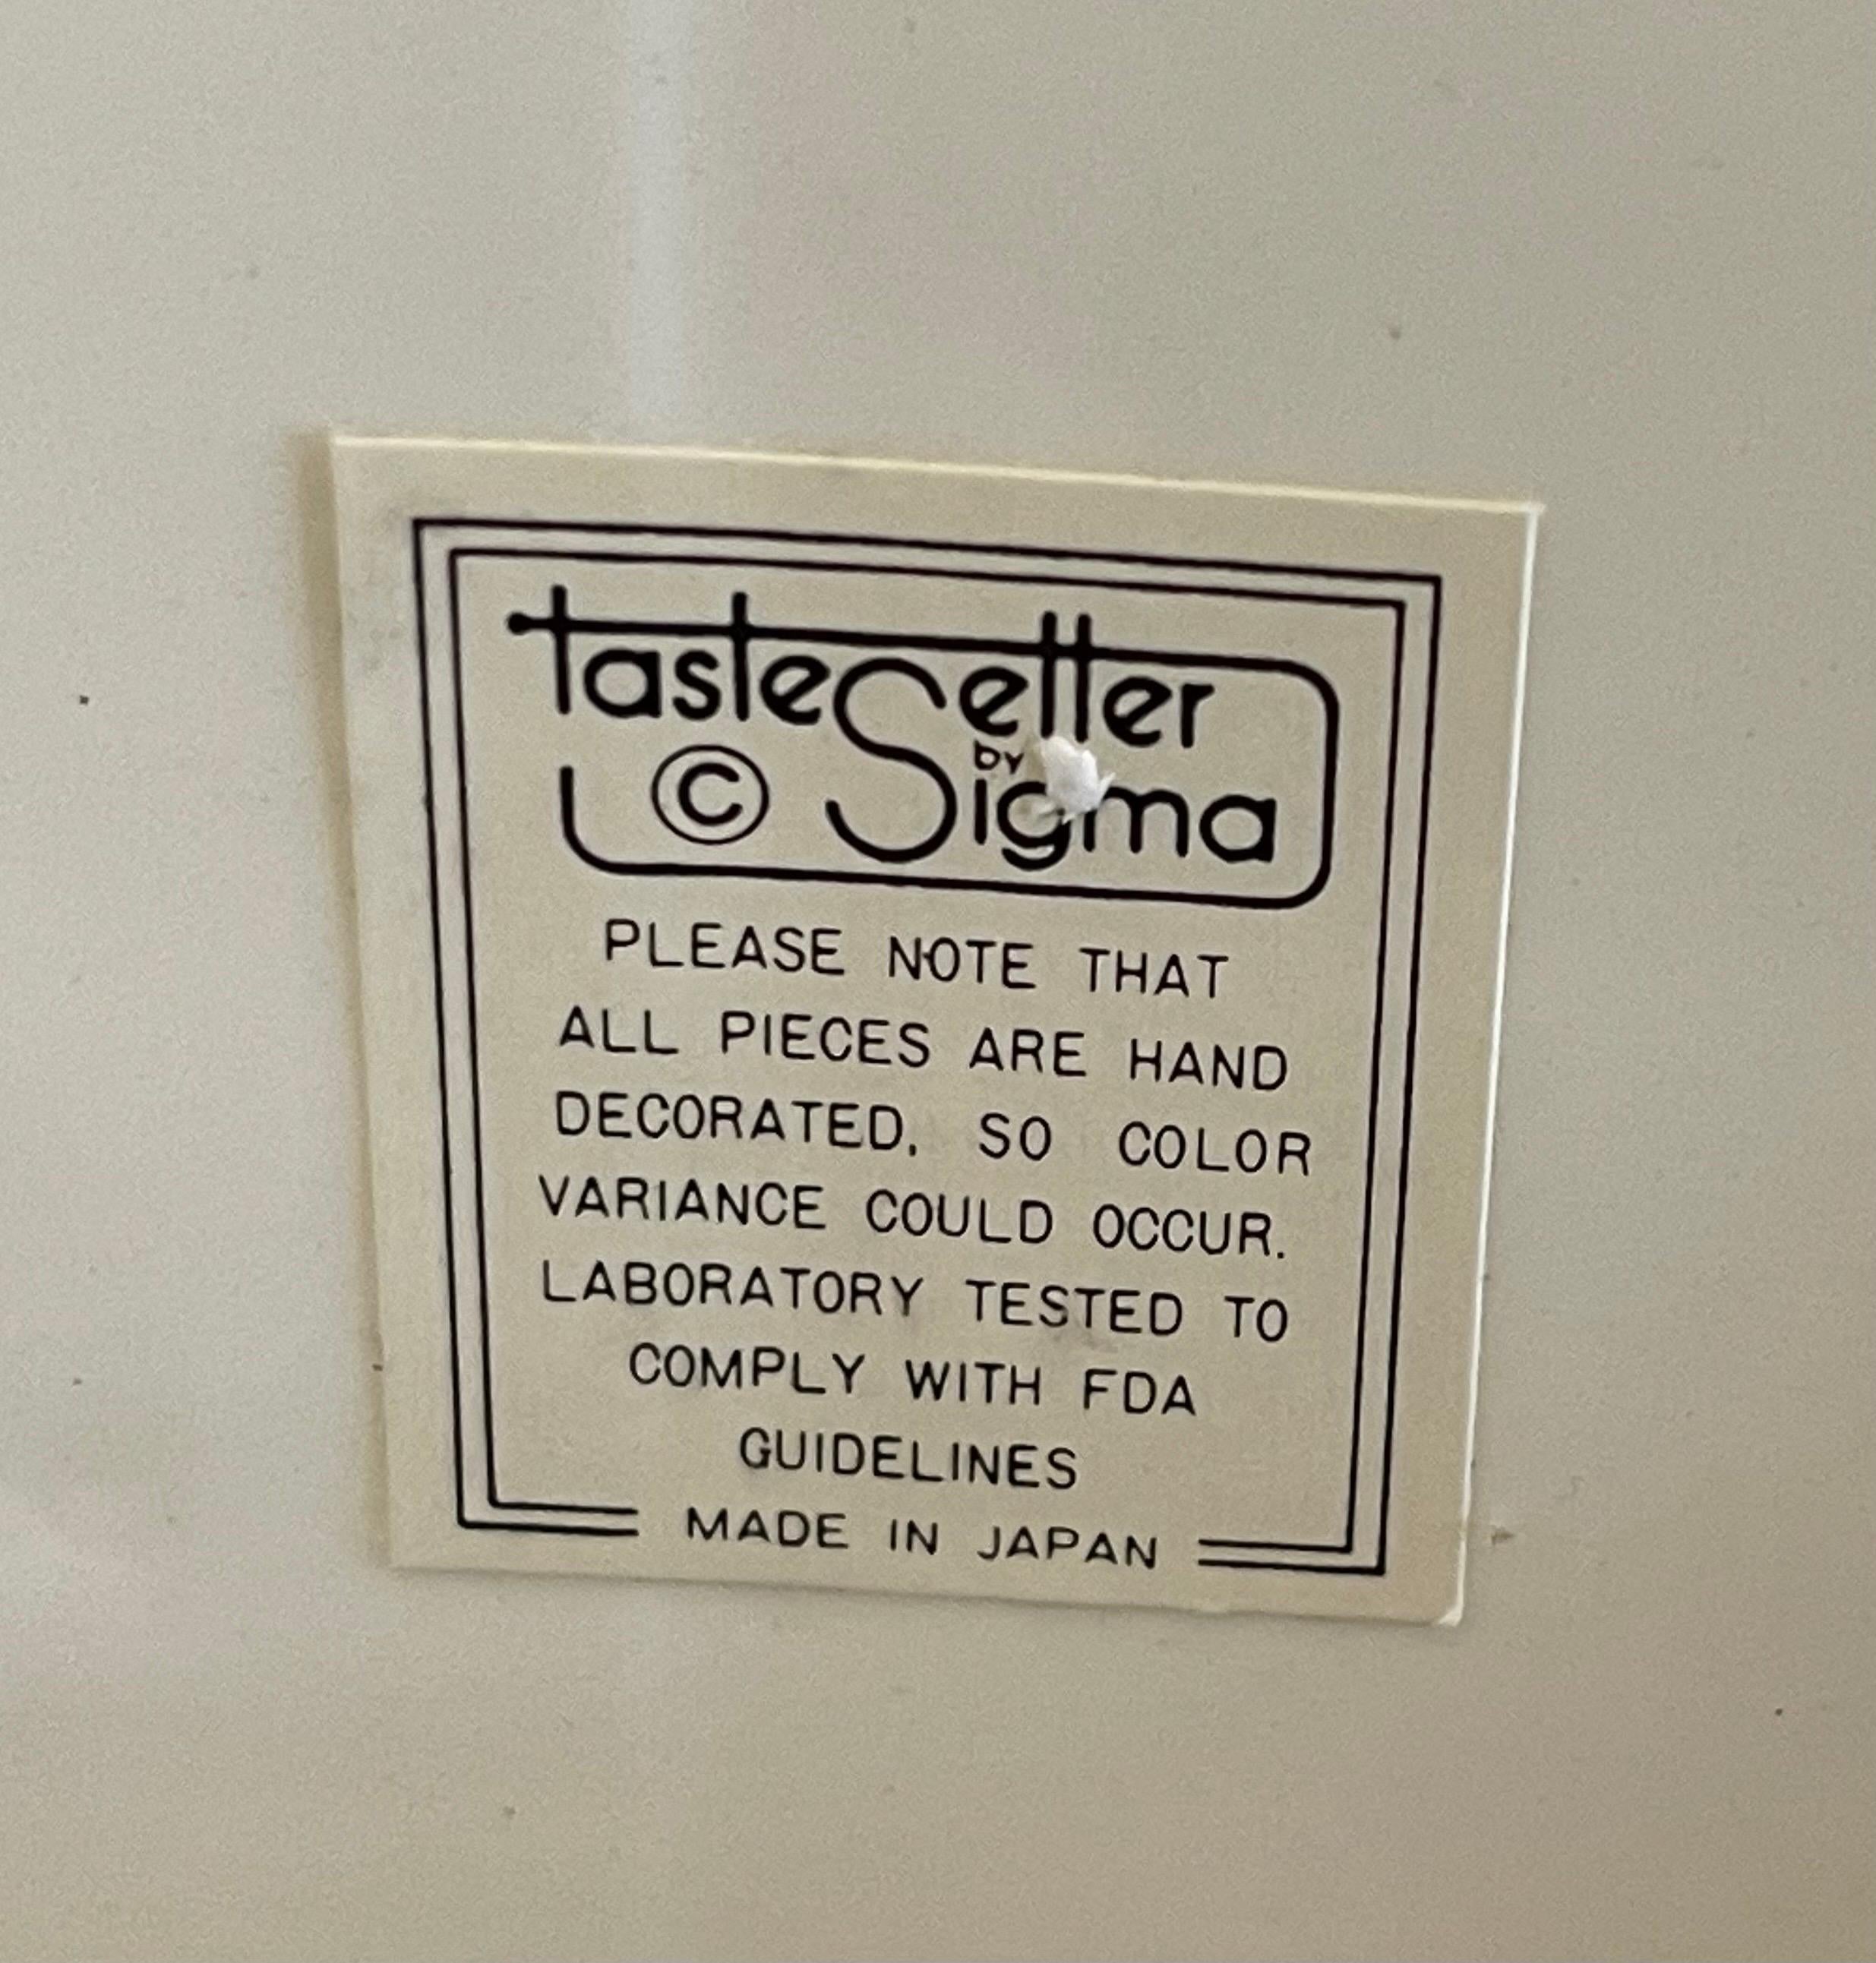 tasteSetter
by
© Sigma
PLEASE NOTE THAT
ALL PIECES ARE HAND
DECORATED, SO COLOR
VARIANCE COULD OCCUR.
LABORATORY TESTED TO
COMPLY WITH FDA
GUIDELINES
MADE IN JAPAN